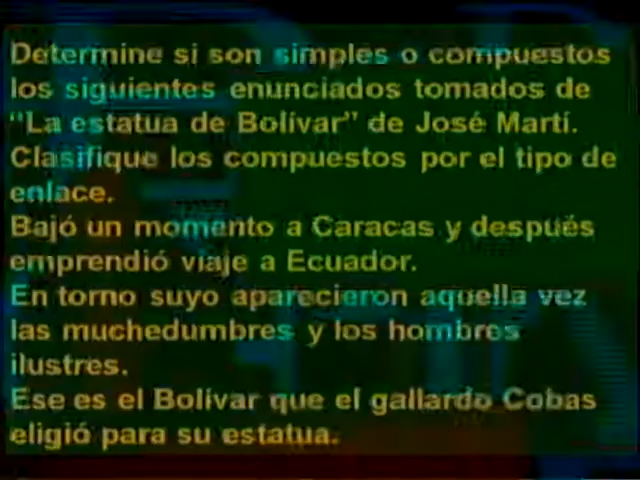 Determine si son simples o compuestos
los siguientes enunciados tomados de
“La estatua de Bolívar” de José Martí.
Clasifique los compuestos por el tipo de
enlace.
Bajó un momento a Caracas y después
emprendió viaje a Ecuador.
En torno suyo aparecieron aquella vez
las muchedumbres y los hombres
ilustres.
Ese es el Bolívar que el gallardo Cobas
eligió para su estatua.